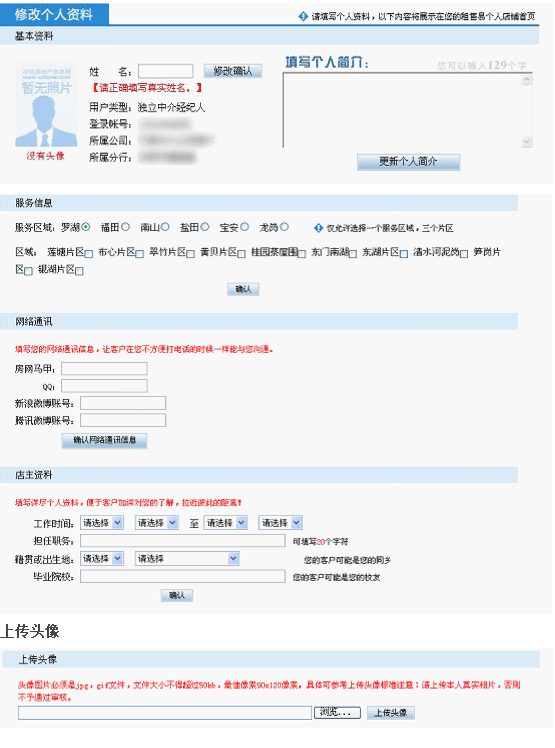 修改个人资料
请填写个人资料，以下内容将展示在您的租售易个人店铺首页
基本资料
暂无照片
没有头像
姓 名：
修改确认
【请正确填写真实姓名。】
用户类型：独立中介经纪人
登录帐号：
所属公司：
所属分行：
填写个人简介：
您可以输入129个字
更新个人简介
服务信息
服务区域：罗湖 福田 南山 盐田 宝安 龙岗
仅允许选择一个服务区域，三个片区
区域： 莲塘片区 布心片区 翠竹片区 黄贝片区 桂园茶屋围 东门南湖 东湖片区 清水河泥岗 笋岗片
区 银湖片区
确认
网络通讯
填写您的网络通讯信息，让客户在您不方便打电话的时候一样能与您沟通。
房网马甲：
QQ：
新浪微博账号：
腾讯微博账号：
确认网络通讯信息
店主资料
填写详尽个人资料，便于客户加深对您的了解，拉近彼此的距离！
工作时间： 请选择 请选择 至 请选择 请选择
担任职务： 可填写20个字符
籍贯或出生地： 请选择 请选择 您的客户可能是您的同乡
毕业院校： 您的客户可能是您的校友
确认
上传头像
上传头像
头像图片必须是jpg，gif文件，文件大小不得超过50kb，最佳像素90x120像素。具体可参考上传头像标准注意：请上传本人真实相片，否则
不予通过审核。
浏览... 上传头像